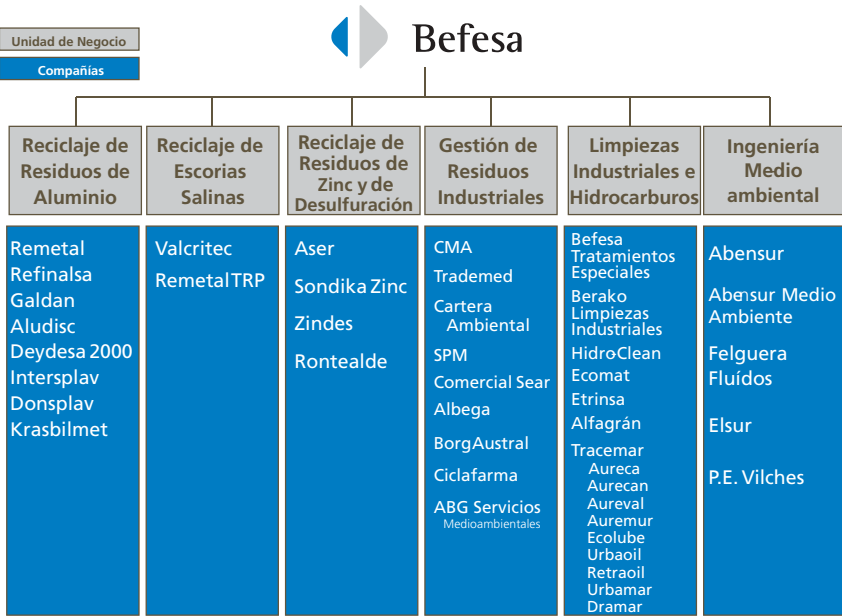 Unidad de Negocio
Compañías
Befesa
Reciclaje de
Residuos de
Aluminio
Reciclaje de
Escorias
Salinas
Reciclaje de
Residuos de
Zinc y de
Desulfuración
Gestión de
Residuos
Industriales
Limpiezas
Industriales e
Hidrocarburos
Ingeniería
Medio
ambiental
Remetal
Refinalsa
Galdan
Aludisc
Deydesa 2000
Intersplav
Donsplav
Krasbilmet
Valcritec
Remetal TRP
Aser
Sondika Zinc
Zindes
Rontealde
CMA
Trademed
Cartera
Ambiental
SPM
Comercial Sear
Albega
Borg Austral
Ciclafarma
ABG Servicios
Medioambientales
Befesa
Tratamientos
Especiales
Berako
Limpiezas
Industriales
Hidro-Clean
Ecomat
Etrinsa
Alfagrán
Tracemar
Aureca
Aurecan
Aureval
Auremur
Ecolube
Urbaoil
Retraoil
Urbamar
Dramar
Abensur
Abensur Medio
Ambiente
Felguera
Fluídos
Elsur
P.E. Vilches